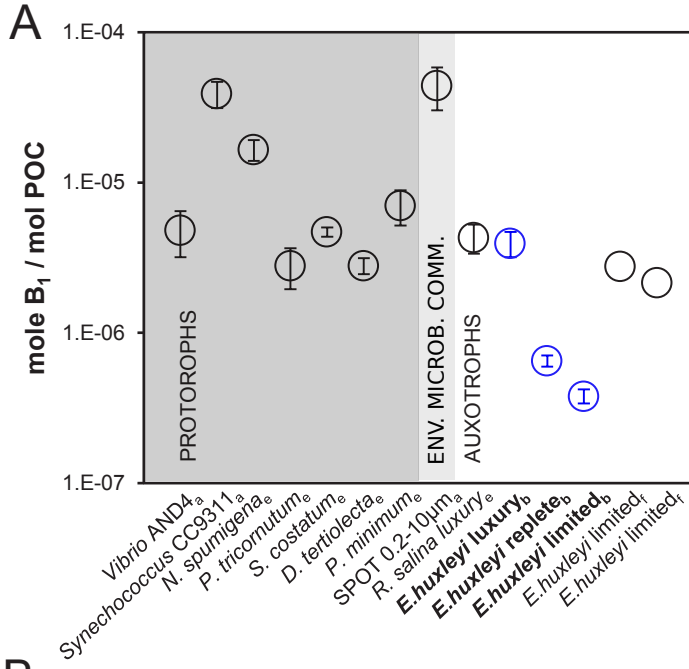 A
1.E-04
1.E-05
1.E-06
1.E-07
mole B1 / mol POC
PROTOROPHS
ENV. MICROB. COMM.
AUXOTROPHS
Vibrio AND4a
Synechococcus CC9311a
N. spumigenae
P. tricornutume
S. costatume
D. tertiolectae
P. minimume
SPOT 0.2-10µma
R. salina luxurye
E.huxleyi luxuryb
E.huxleyi repleteb
E.huxleyi limitedb
E.huxleyi limitedf
E.huxleyi limitedf